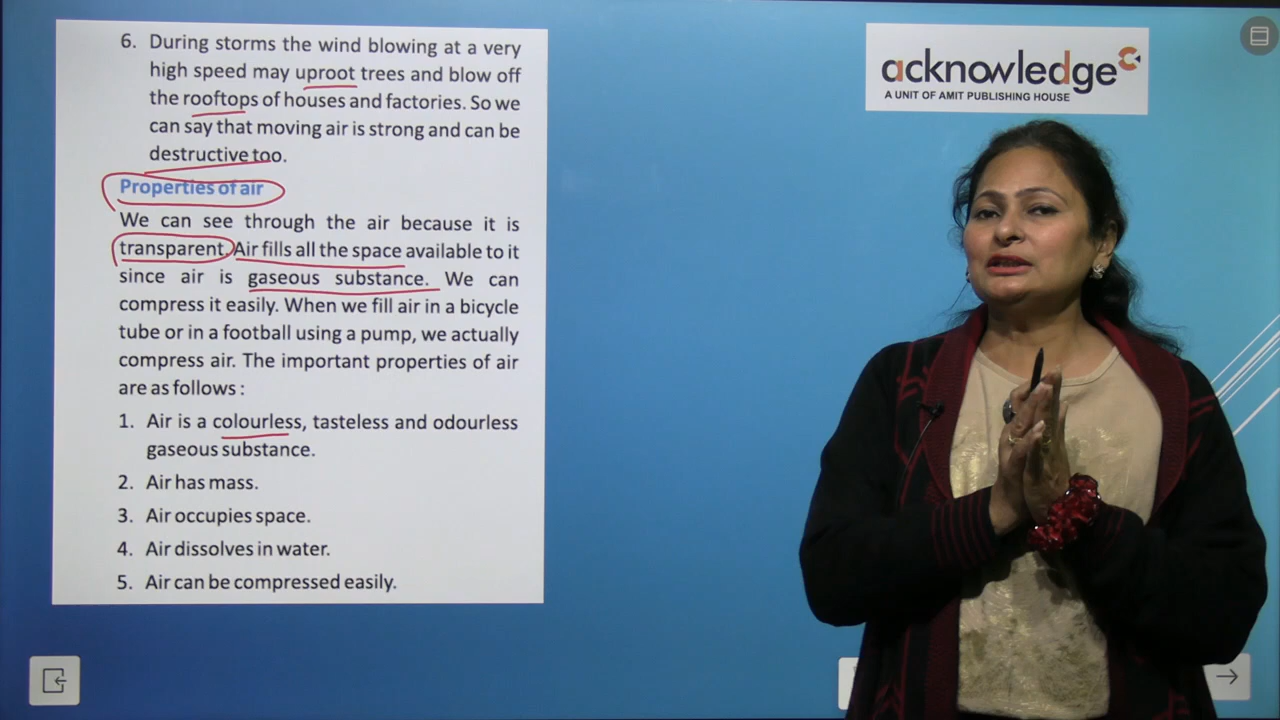 6. During storms the wind blowing at a very
high speed may uproot trees and blow off
the rooftops of houses and factories. So we
can say that moving air is strong and can be
destructive too.
Properties of air
We can see through the air because it is
transparent. Air fills all the space available to it
since air is gaseous substance. We can
compress it easily. When we fill air in a bicycle
tube or in a football using a pump, we actually
compress air. The important properties of air
are as follows :
1. Air is a colourless, tasteless and odourless
gaseous substance.
2. Air has mass.
3. Air occupies space.
4. Air dissolves in water.
5. Air can be compressed easily.
acknowledge
A UNIT OF AMIT PUBLISHING HOUSE